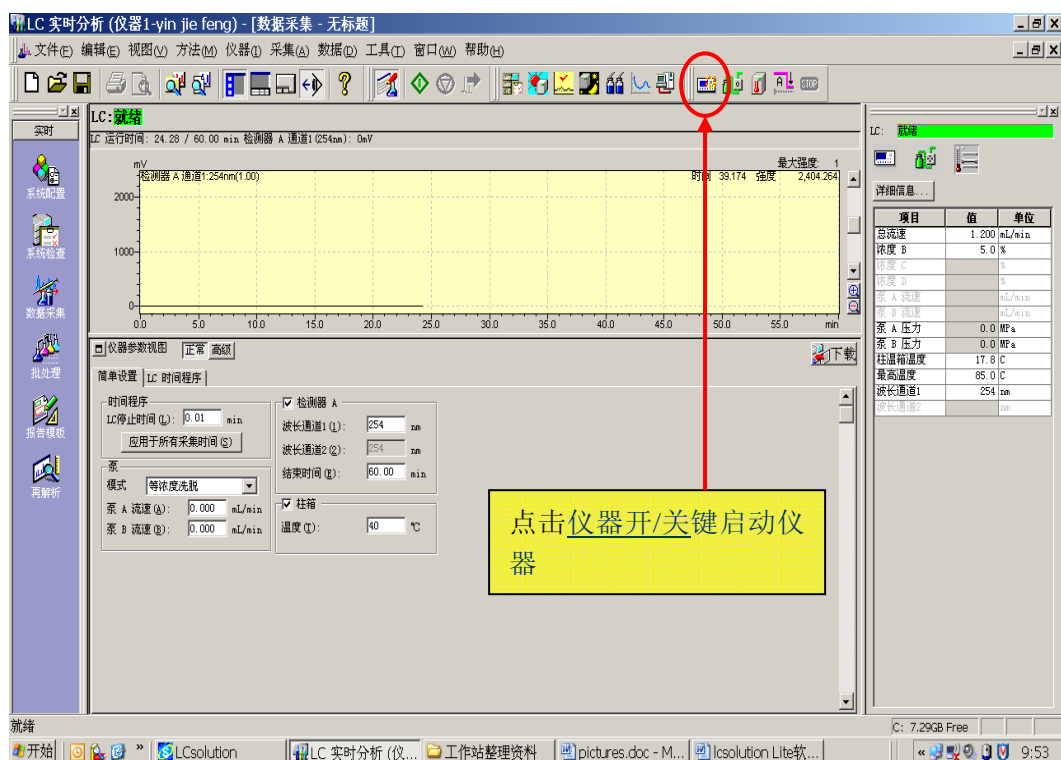 LC 实时分析 (仪器1-yin jie feng) - [数据采集 - 无标题]
文件(F) 编辑(E) 视图(V) 方法(M) 仪器(I) 采集(A) 数据(D) 工具(T) 窗口(W) 帮助(H)
实时
系统配置
系统检查
数据采集
批处理
报告模板
再解析
LC:就绪
LC 运行时间: 24.28 / 60.00 min 检测器 A 通道1(254nm): 0mV
mV
最大强度: 1
检测器 A 通道1:254nm(1.00)
时间 39.174 强度 2,404.264
2000
1000
0
0.0 5.0 10.0 15.0 20.0 25.0 30.0 35.0 40.0 45.0 50.0 55.0 min
仪器参数视图 正常 高级
下载
简单设置 LC 时间程序
时间程序
LC停止时间(L): 0.01 min
应用于所有采集时间(S)
泵
模式 等浓度洗脱
泵 A 流速(A): 0.000 mL/min
泵 B 流速(B): 0.000 mL/min
检测器 A
波长通道1(1): 254 nm
波长通道2(2): 254 nm
结束时间(E): 60.00 min
柱箱
温度(T): 40 ℃
点击仪器开/关键启动仪
器
LC: 就绪
详细信息...
项目 值 单位
总流速 1.200 mL/min
浓度 B 5.0 %
浓度 C %
浓度 D %
泵 A 流速 mL/min
泵 B 流速 mL/min
泵 A 压力 0.0 MPa
泵 B 压力 0.0 MPa
柱温箱温度 17.8 C
最高温度 85.0 C
波长通道1 254 nm
波长通道2 nm
就绪
C: 7.29GB Free
开始 » LCsolution LC 实时分析 (仪... 工作站整理资料 pictures.doc - M... lcsolution Lite软... « 9:53